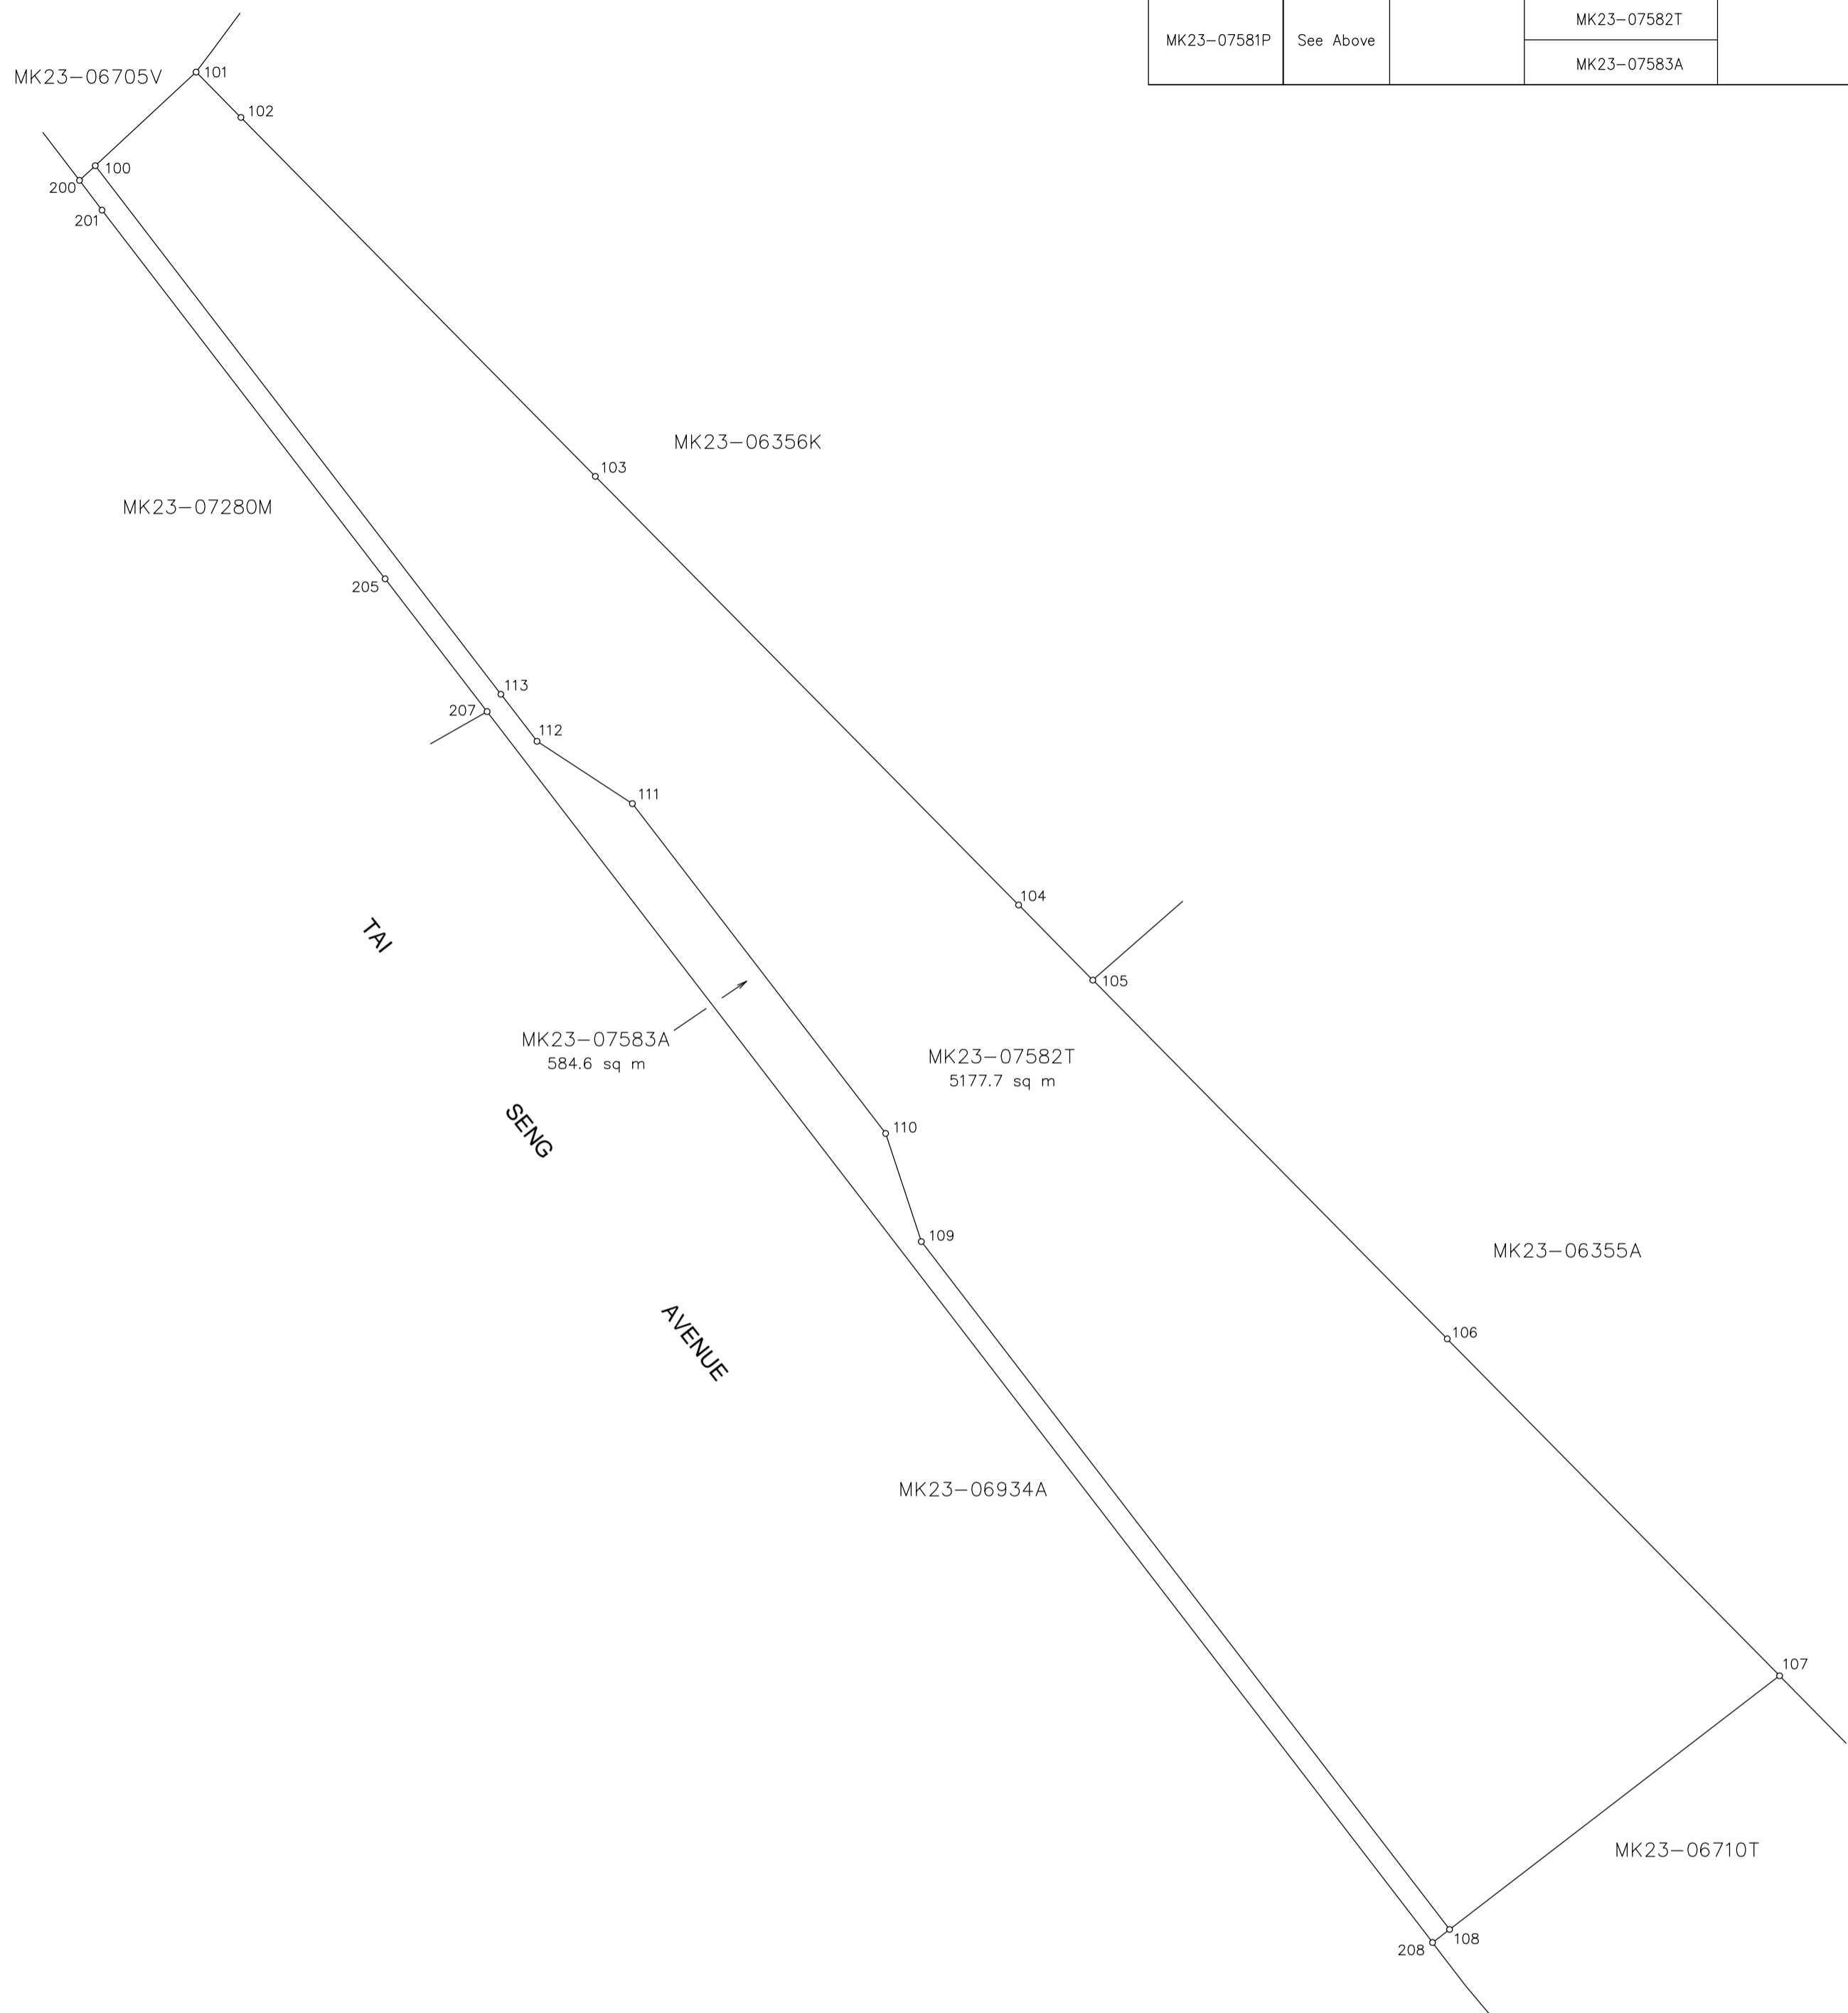 MK23-07581P
See Above
MK23-07582T
MK23-07583A
MK23-06705V
101
102
100
200
201
MK23-06356K
103
MK23-07280M
205
113
207
112
111
104
TAI
105
MK23-07583A
584.6 sq m
MK23-07582T
5177.7 sq m
SENG
110
109
MK23-06355A
AVENUE
106
MK23-06934A
107
MK23-06710T
108
208